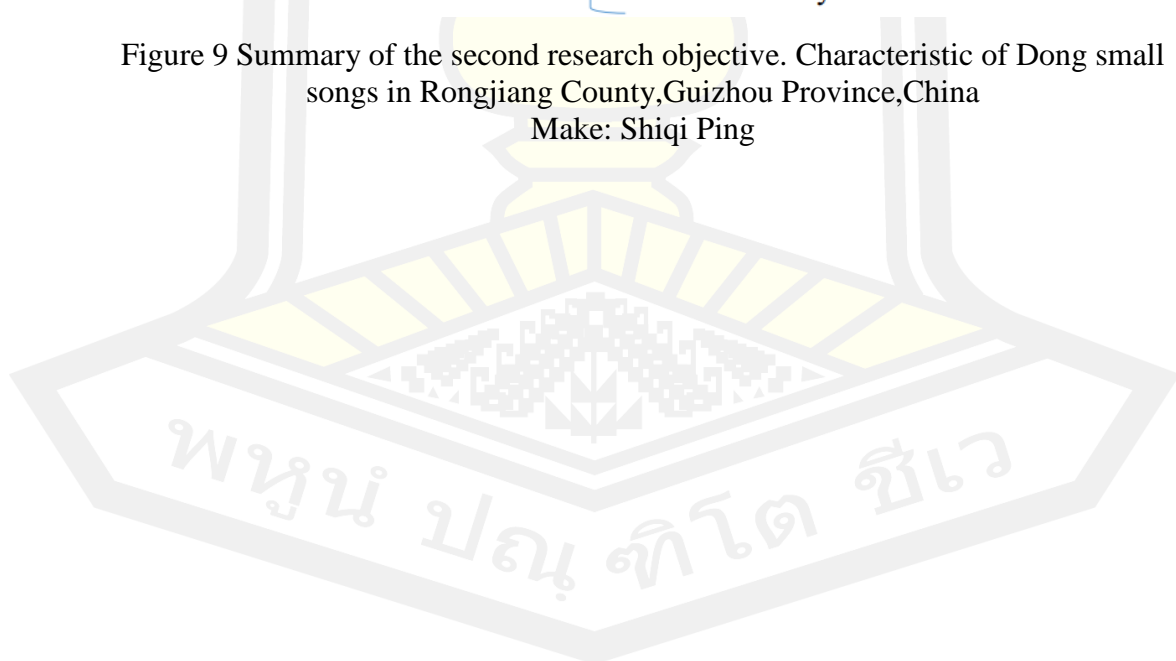 Figure 9 Summary of the second research objective. Characteristic of Dong small
songs in Rongjiang County,Guizhou Province,China
Make: Shiqi Ping
พหูนํ ปณฺฑิโต ชีเว